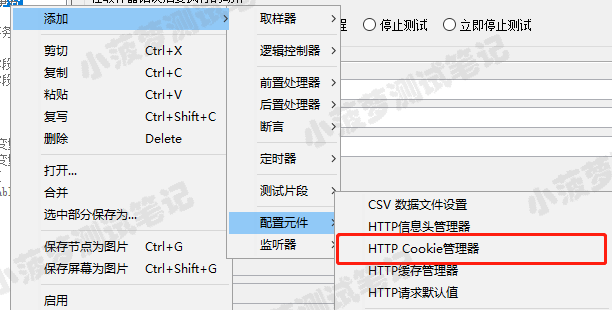 添加
剪切 Ctrl+X
复制 Ctrl+C
粘贴 Ctrl+V
复写 Ctrl+Shift+C
删除 Delete
打开...
合并
选中部分保存为...
保存节点为图片 Ctrl+G
保存屏幕为图片 Ctrl+Shift+G
启用
取样器
逻辑控制器
前置处理器
后置处理器
断言
定时器
测试片段
配置元件
监听器
程 停止测试 立即停止测试
CSV 数据文件设置
HTTP信息头管理器
HTTP Cookie管理器
HTTP缓存管理器
HTTP请求默认值
小菠萝测试笔记
小菠萝测试笔记
小菠萝测试笔记
小菠萝测试笔记